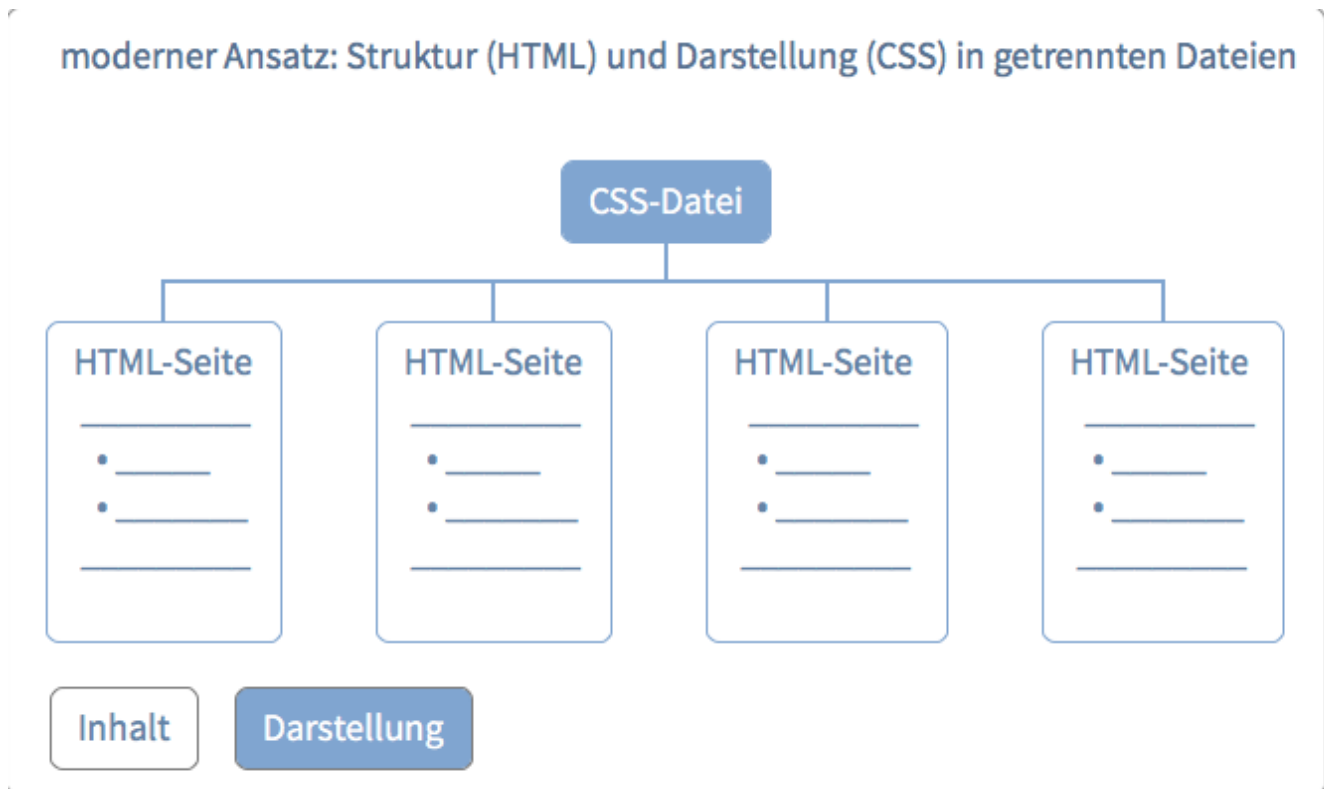 moderner Ansatz: Struktur (HTML) und Darstellung (CSS) in getrennten Dateien
CSS-Datei
HTML-Seite
HTML-Seite
HTML-Seite
HTML-Seite
Inhalt
Darstellung